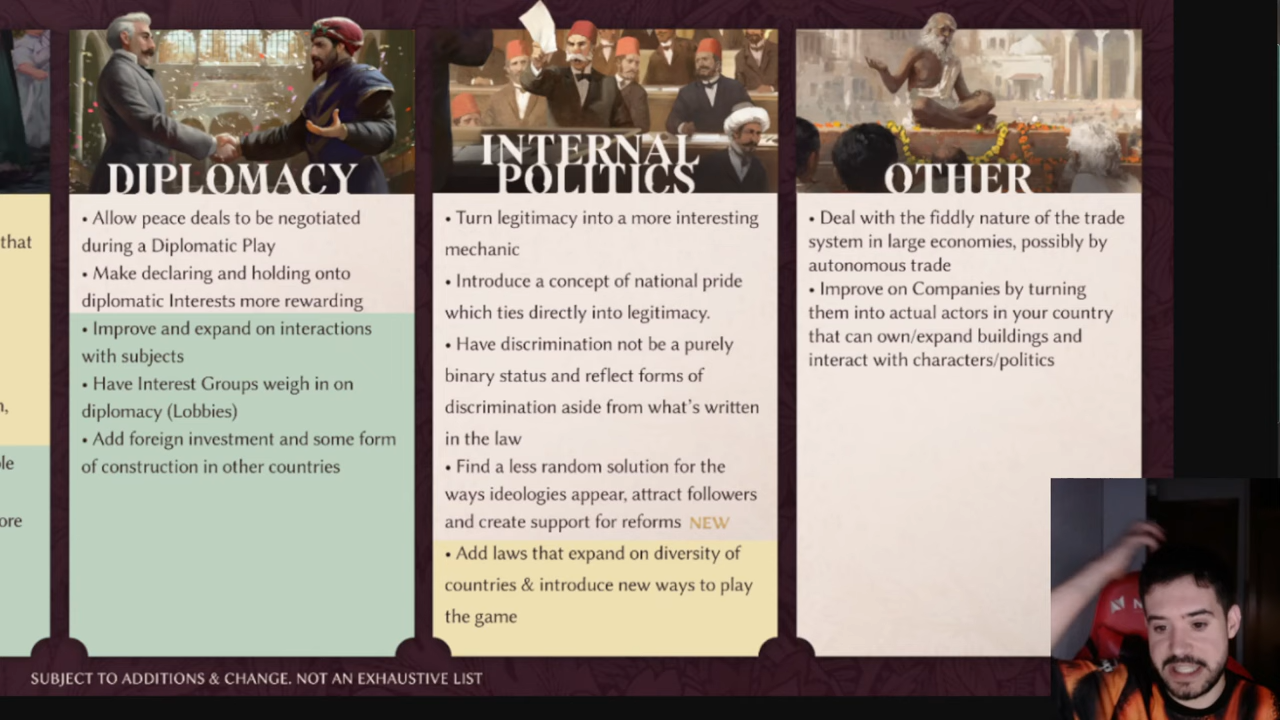 that
n,
ole
ore
DIPLOMACY
• Allow peace deals to be negotiated
during a Diplomatic Play
• Make declaring and holding onto
diplomatic Interests more rewarding
• Improve and expand on interactions
with subjects
• Have Interest Groups weigh in on
diplomacy (Lobbies)
• Add foreign investment and some form
of construction in other countries
INTERNAL
POLITICS
• Turn legitimacy into a more interesting
mechanic
• Introduce a concept of national pride
which ties directly into legitimacy.
• Have discrimination not be a purely
binary status and reflect forms of
discrimination aside from what's written
in the law
• Find a less random solution for the
ways ideologies appear, attract followers
and create support for reforms NEW
• Add laws that expand on diversity of
countries & introduce new ways to play
the game
OTHER
• Deal with the fiddly nature of the trade
system in large economies, possibly by
autonomous trade
• Improve on Companies by turning
them into actual actors in your country
that can own/expand buildings and
interact with characters/politics
SUBJECT TO ADDITIONS & CHANGE. NOT AN EXHAUSTIVE LIST